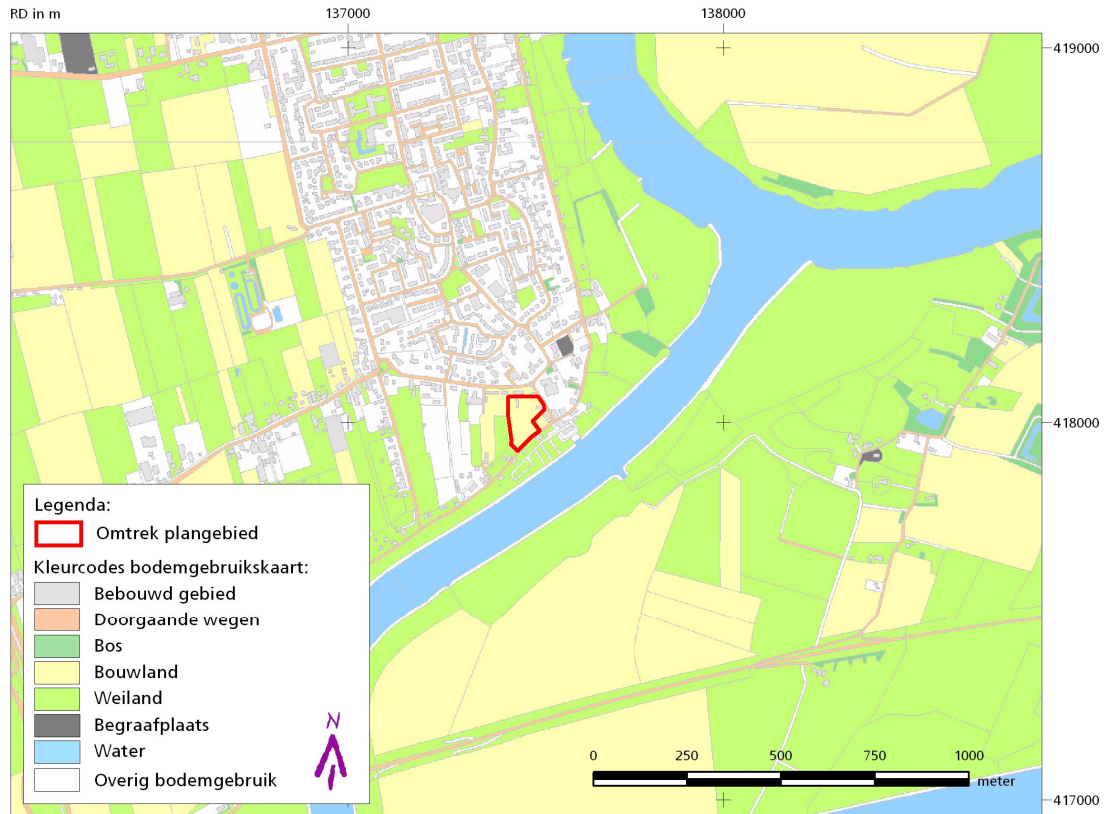 RD in m
137000
138000
419000
418000
417000
Legenda:
Omtrek plangebied
Kleurcodes bodemgebruikskaart:
Bebouwd gebied
Doorgaande wegen
Bos
Bouwland
Weiland
Begraafplaats
Water
Overig bodemgebruik
N
0 250 500 750 1000
meter